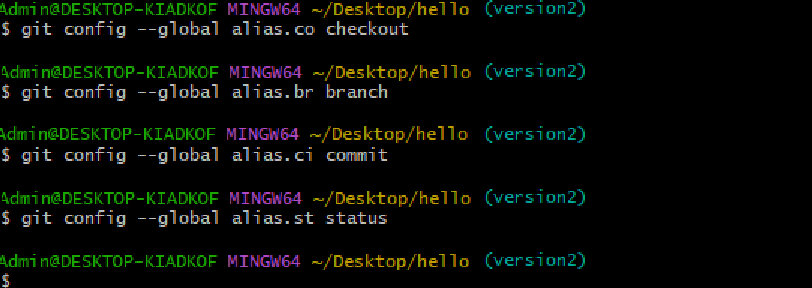 Admin@DESKTOP-KIADKOF MINGW64 ~/Desktop/hello (version2)
$ git config --global alias.co checkout
Admin@DESKTOP-KIADKOF MINGW64 ~/Desktop/hello (version2)
$ git config --global alias.br branch
Admin@DESKTOP-KIADKOF MINGW64 ~/Desktop/hello (version2)
$ git config --global alias.ci commit
Admin@DESKTOP-KIADKOF MINGW64 ~/Desktop/hello (version2)
$ git config --global alias.st status
Admin@DESKTOP-KIADKOF MINGW64 ~/Desktop/hello (version2)
$